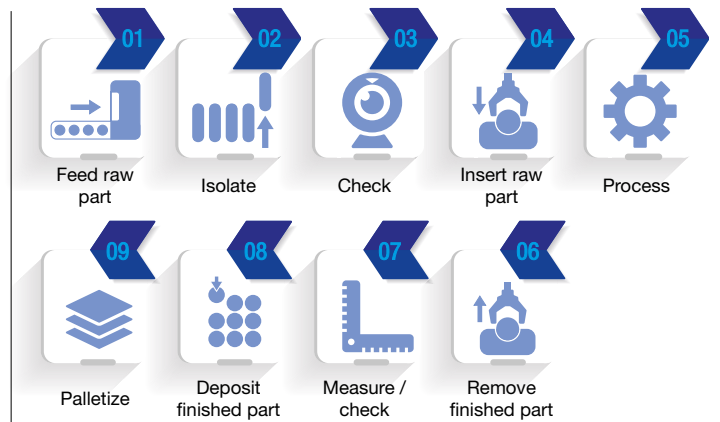 01
02
03
04
05
Feed raw
part
Isolate
Check
Insert raw
part
Process
09
08
07
06
Palletize
Deposit
finished part
Measure /
check
Remove
finished part